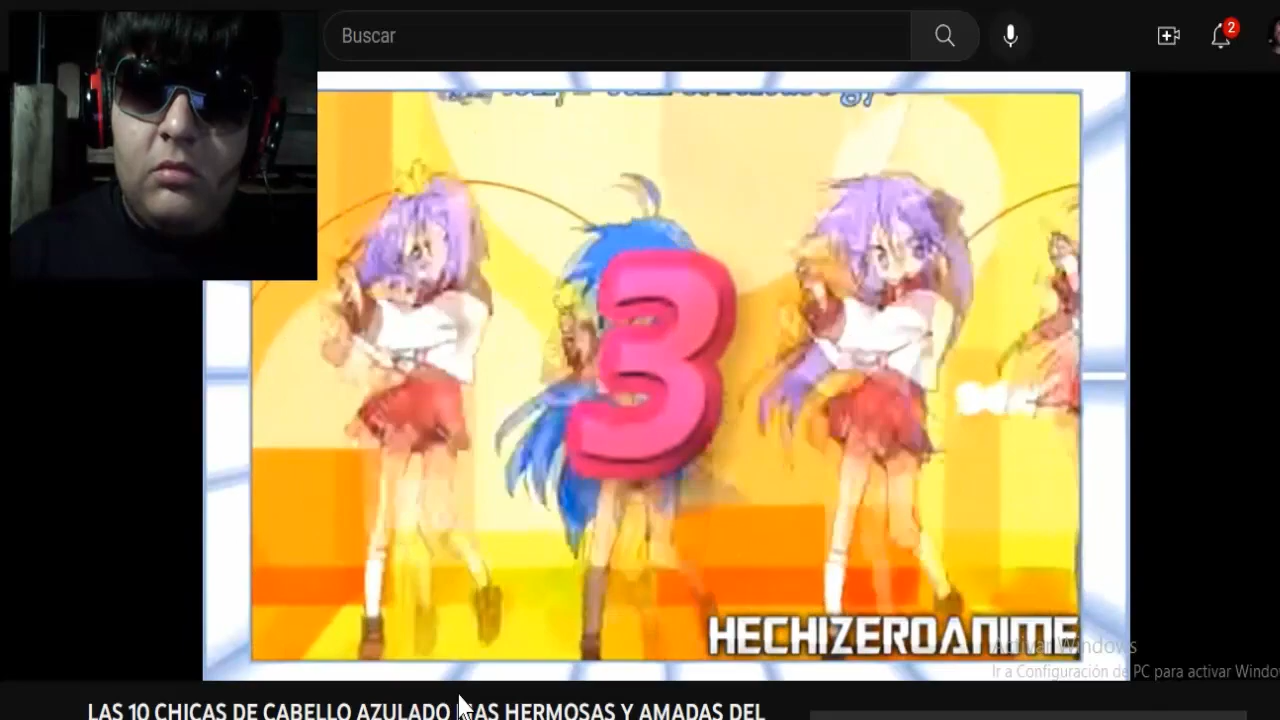 Buscar
2
3
HECHIZEROANIME
Activar Windows
Ir a Configuración de PC para activar Windo
LAS 10 CHICAS DE CABELLO AZULADO HERMOSAS Y AMADAS DEL